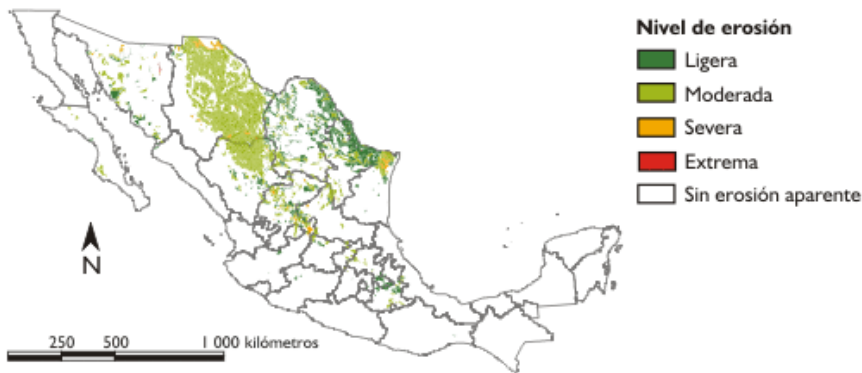 Nivel de erosión
Ligera
Moderada
Severa
Extrema
Sin erosión aparente
N
250 500 1 000 kilómetros